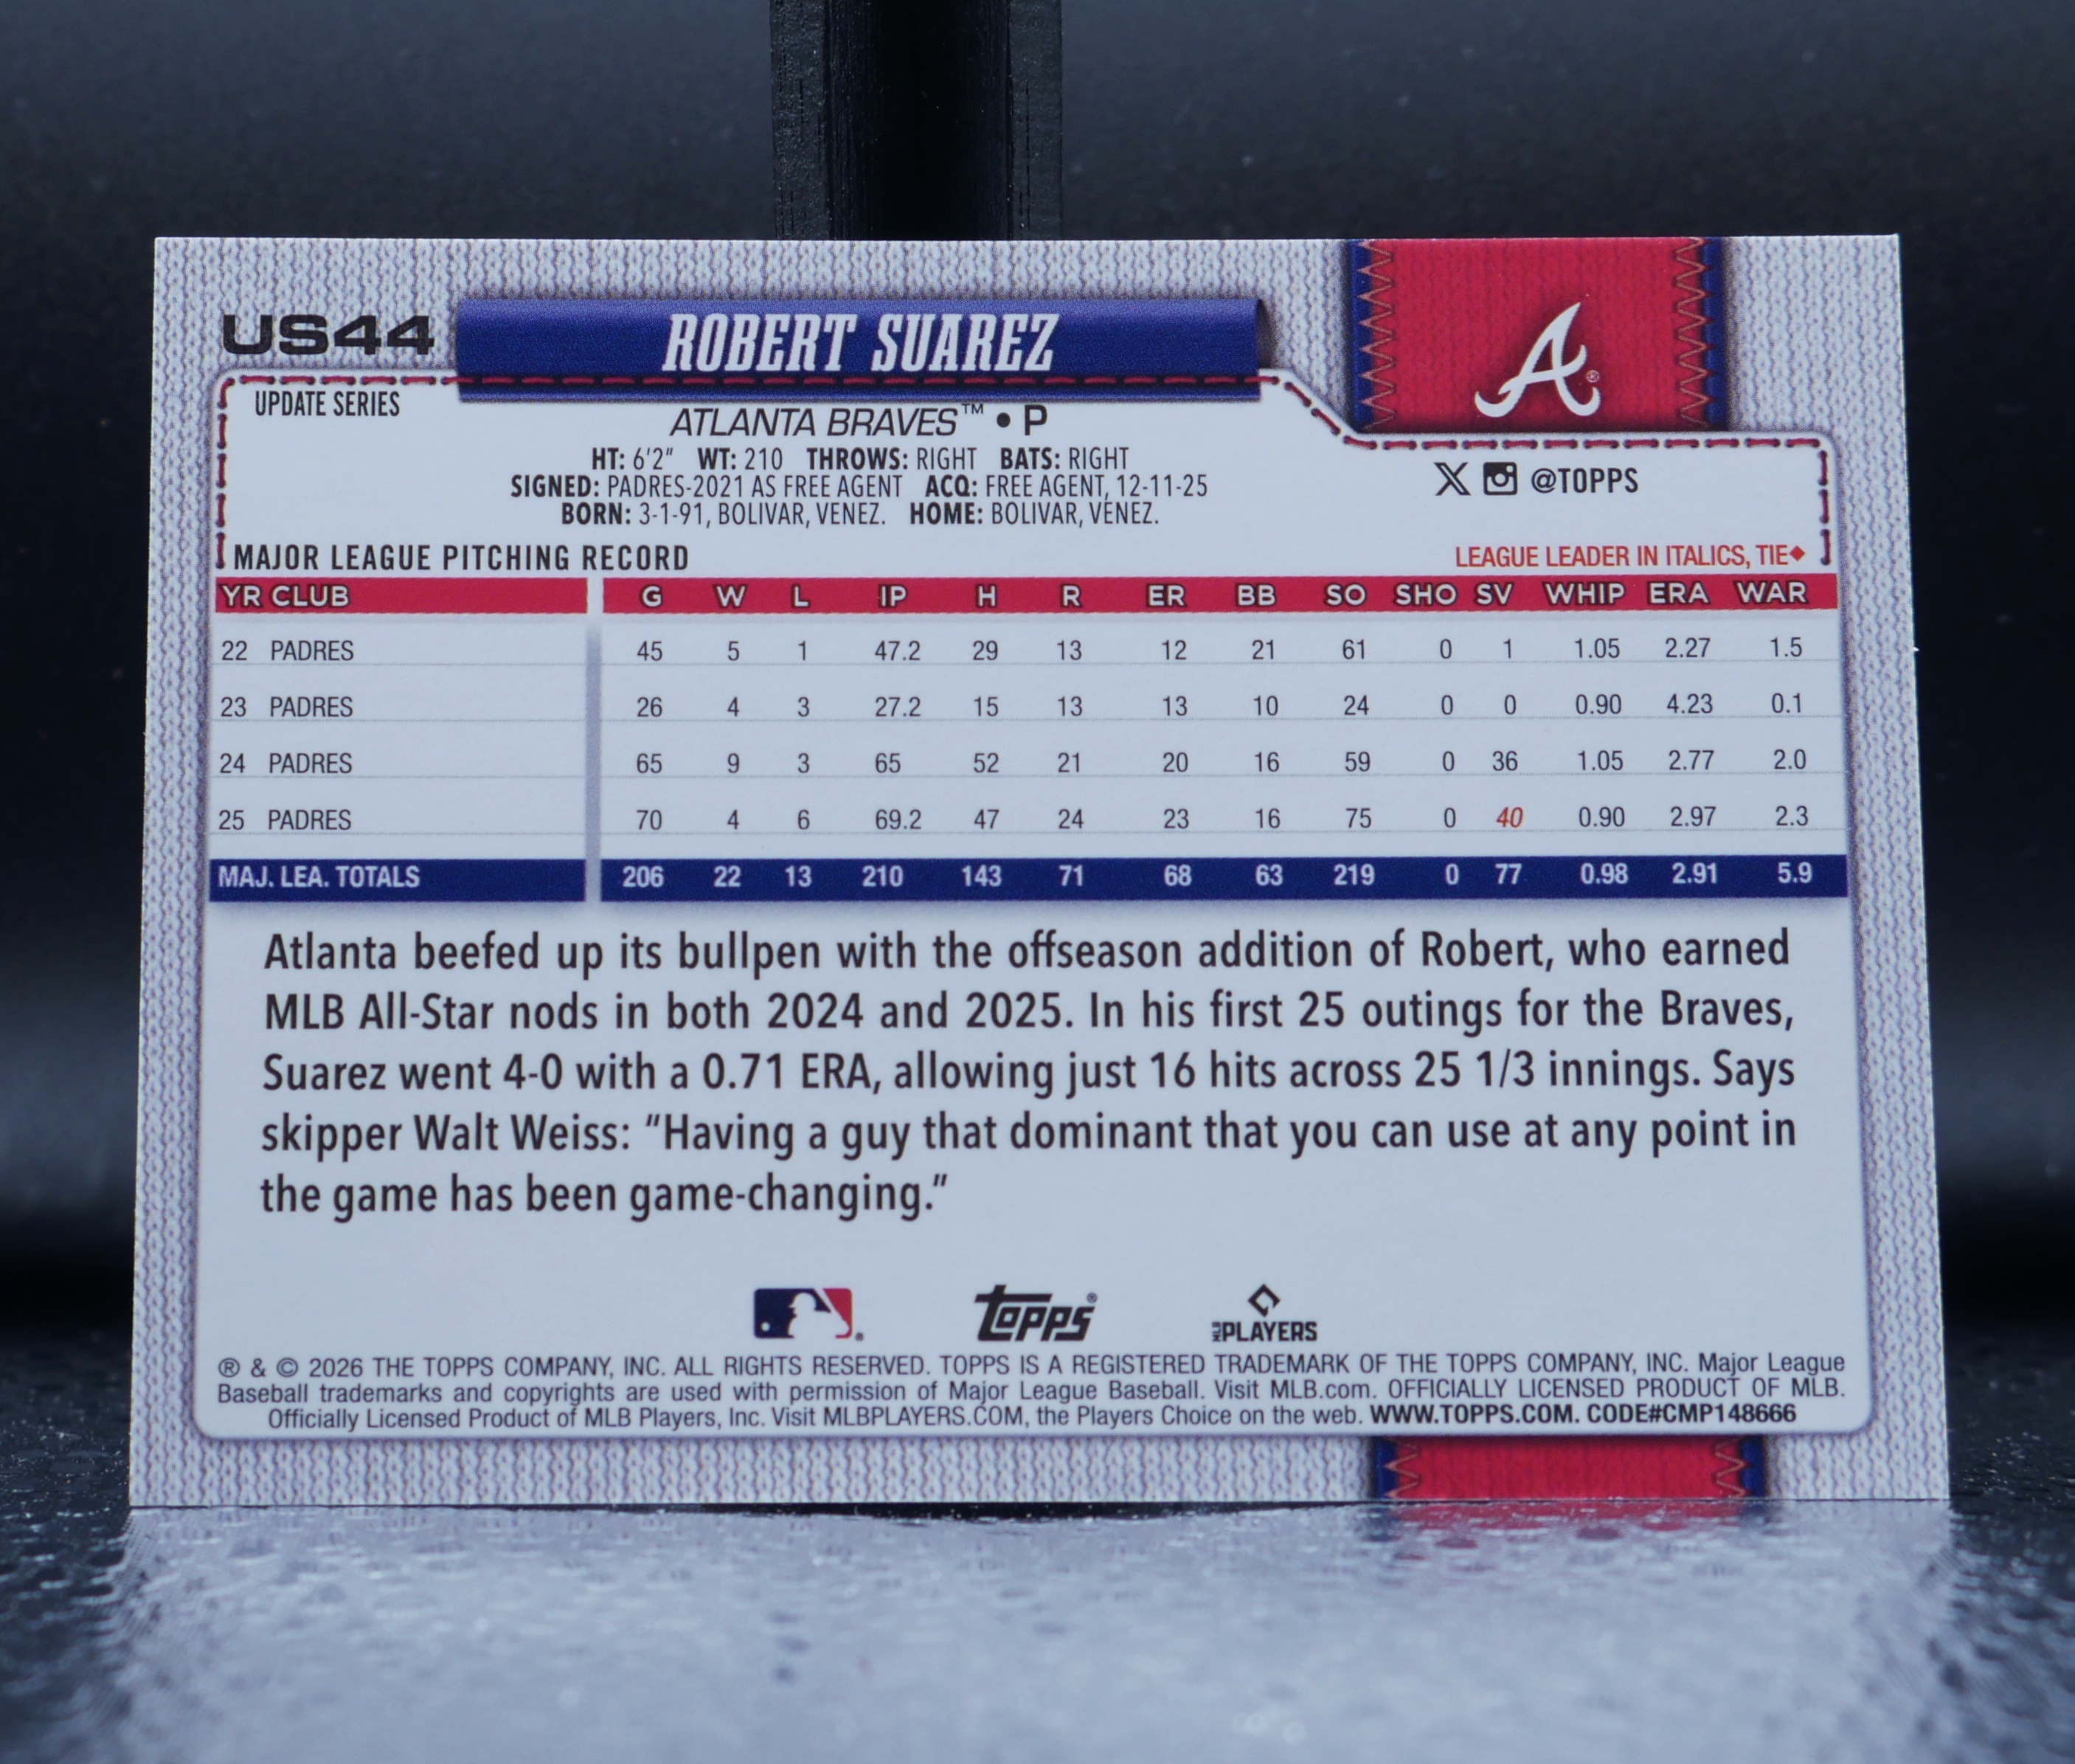 US44
ROBERT SUAREZ
A®
UPDATE SERIES
ATLANTA BRAVES™ • P
HT: 6'2" WT: 210 THROWS: RIGHT BATS: RIGHT
SIGNED: PADRES-2021 AS FREE AGENT ACQ: FREE AGENT, 12-11-25
BORN: 3-1-91, BOLIVAR, VENEZ. HOME: BOLIVAR, VENEZ.
@TOPPS
MAJOR LEAGUE PITCHING RECORD
LEAGUE LEADER IN ITALICS, TIE◆
YR CLUB G W L IP H R ER BB SO SHO SV WHIP ERA WAR
22 PADRES 45 5 1 47.2 29 13 12 21 61 0 1 1.05 2.27 1.5
23 PADRES 26 4 3 27.2 15 13 13 10 24 0 0 0.90 4.23 0.1
24 PADRES 65 9 3 65 52 21 20 16 59 0 36 1.05 2.77 2.0
25 PADRES 70 4 6 69.2 47 24 23 16 75 0 40 0.90 2.97 2.3
MAJ. LEA. TOTALS 206 22 13 210 143 71 68 63 219 0 77 0.98 2.91 5.9
Atlanta beefed up its bullpen with the offseason addition of Robert, who earned
MLB All-Star nods in both 2024 and 2025. In his first 25 outings for the Braves,
Suarez went 4-0 with a 0.71 ERA, allowing just 16 hits across 25 1/3 innings. Says
skipper Walt Weiss: "Having a guy that dominant that you can use at any point in
the game has been game-changing."
TOPPS®
MLB PLAYERS
® & © 2026 THE TOPPS COMPANY, INC. ALL RIGHTS RESERVED. TOPPS IS A REGISTERED TRADEMARK OF THE TOPPS COMPANY, INC. Major League
Baseball trademarks and copyrights are used with permission of Major League Baseball. Visit MLB.com. OFFICIALLY LICENSED PRODUCT OF MLB.
Officially Licensed Product of MLB Players, Inc. Visit MLBPLAYERS.COM, the Players Choice on the web. WWW.TOPPS.COM. CODE#CMP148666